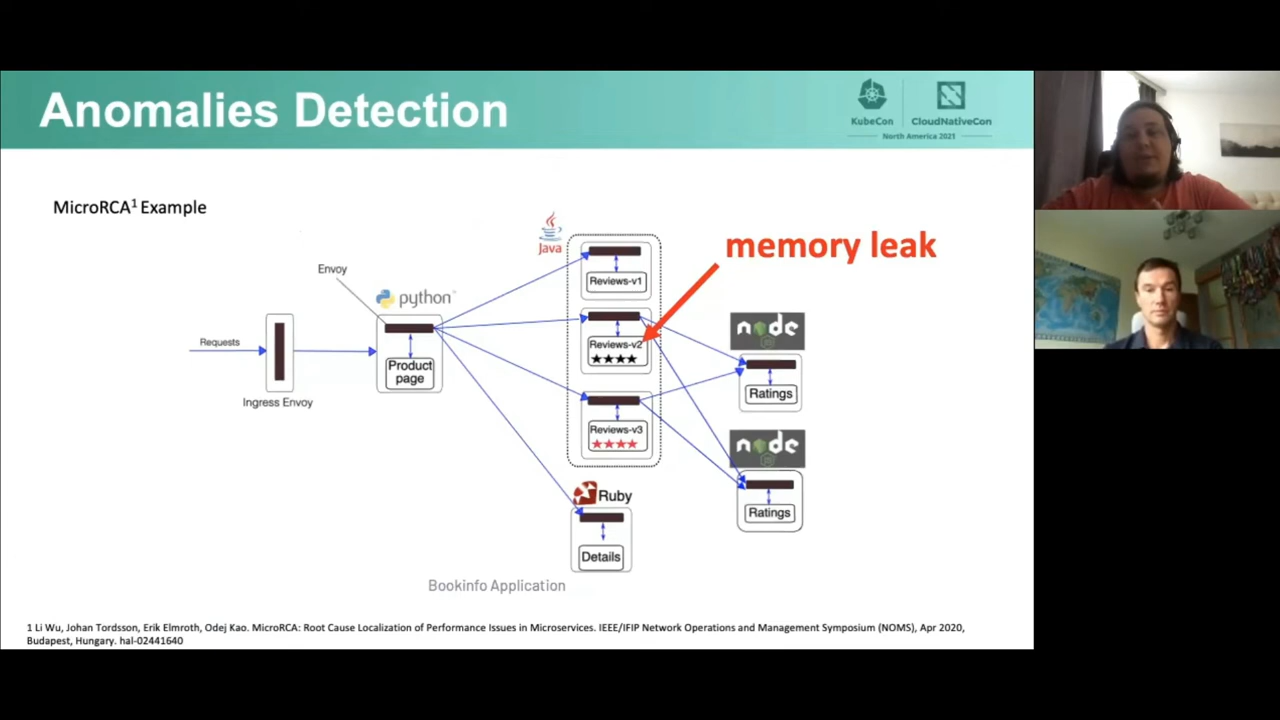 Anomalies Detection
KubeCon
CloudNativeCon
North America 2021
MicroRCA1 Example
Java
memory leak
Envoy
python
Reviews-v1
node
JS
Requests
Product
page
Reviews-v2
Ratings
Ingress Envoy
Reviews-v3
node
JS
Ruby
Ratings
Details
Bookinfo Application
1 Li Wu, Johan Tordsson, Erik Elmroth, Odej Kao. MicroRCA: Root Cause Localization of Performance Issues in Microservices. IEEE/IFIP Network Operations and Management Symposium (NOMS), Apr 2020,
Budapest, Hungary. hal-02441640